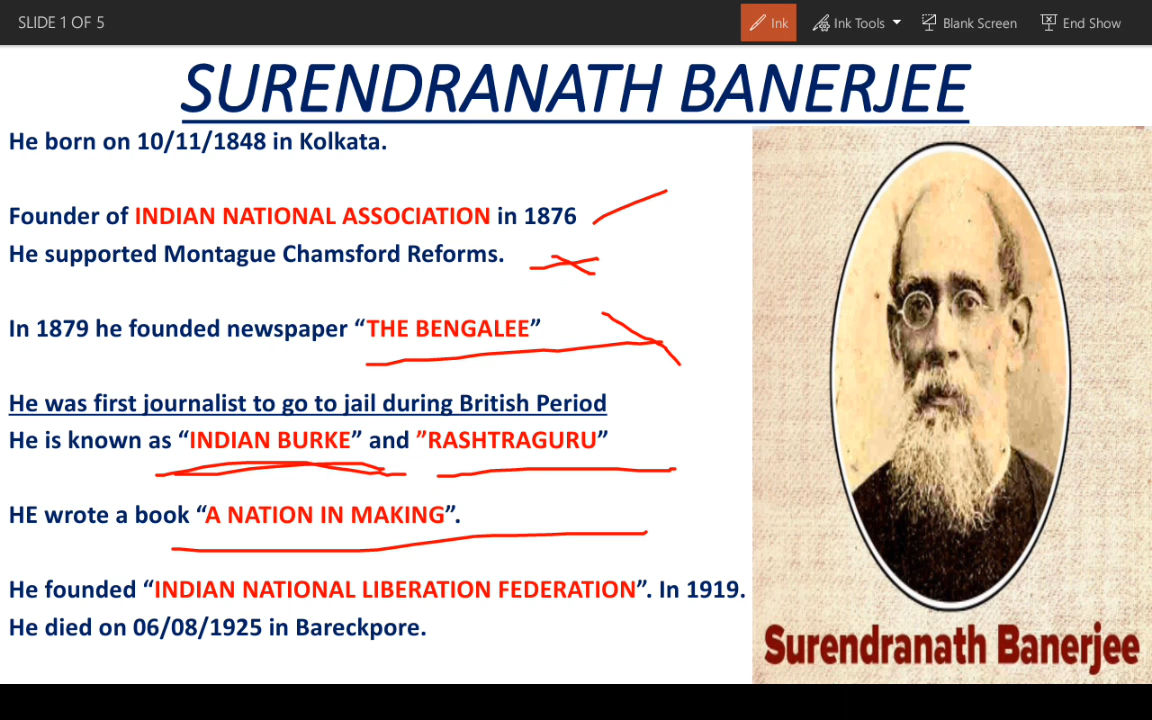 SLIDE 1 OF 5
Ink
Ink Tools
Blank Screen
End Show
SURENDRANATH BANERJEE
He born on 10/11/1848 in Kolkata.
Founder of INDIAN NATIONAL ASSOCIATION in 1876
He supported Montague Chamsford Reforms.
In 1879 he founded newspaper “THE BENGALEE”
He was first journalist to go to jail during British Period
He is known as “INDIAN BURKE” and ”RASHTRAGURU”
HE wrote a book “A NATION IN MAKING”.
He founded “INDIAN NATIONAL LIBERATION FEDERATION”. In 1919.
He died on 06/08/1925 in Bareckpore.
Surendranath Banerjee